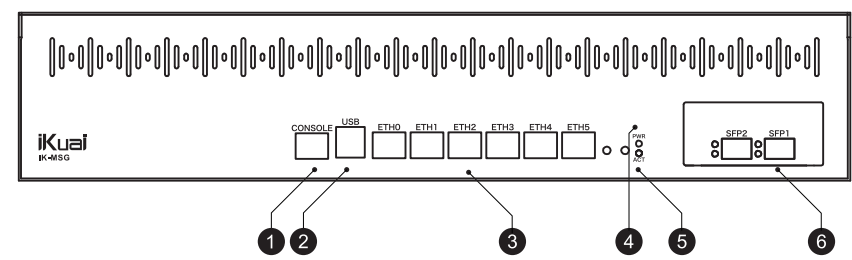 CONSOLE USB ETH0 ETH1 ETH2 ETH3 ETH4 ETH5 PWR SFP2 SFP1
ACT
iKuai
IK-MSG
1 2 3 4 5 6